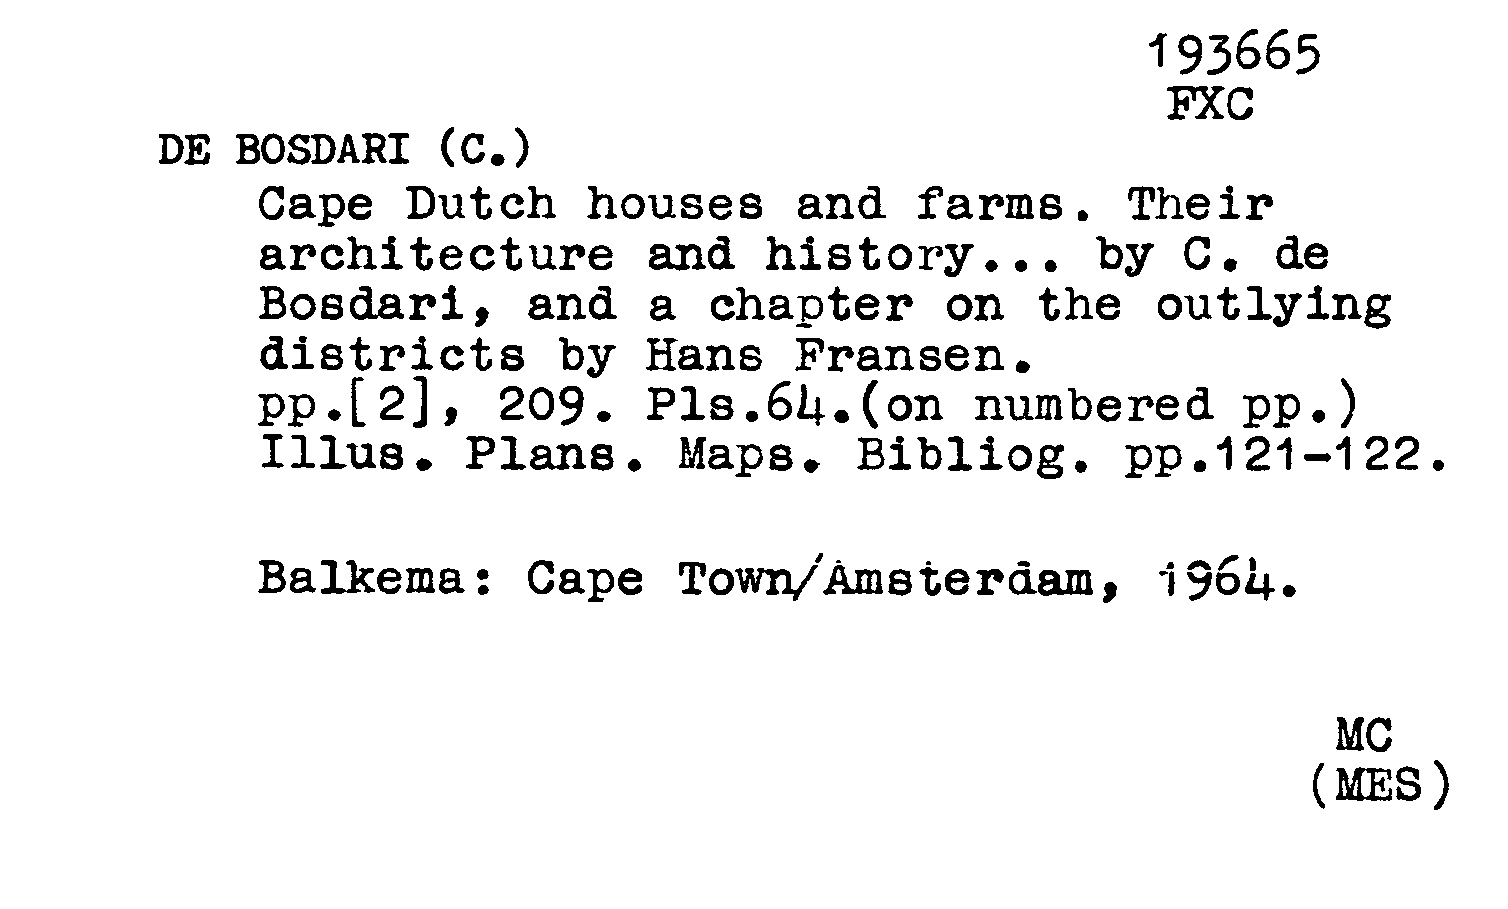 193665
FXC
DE BOSDARI (C.)
Cape Dutch houses and farms. Their
architecture and history... by C. de
Bosdari, and a chapter on the outlying
districts by Hans Fransen.
pp.[2], 209. Pls.64.(on numbered pp.)
Illus. Plans. Maps. Bibliog. pp.121-122.
Balkema: Cape Town/Amsterdam, 1964.
MC
(MES)